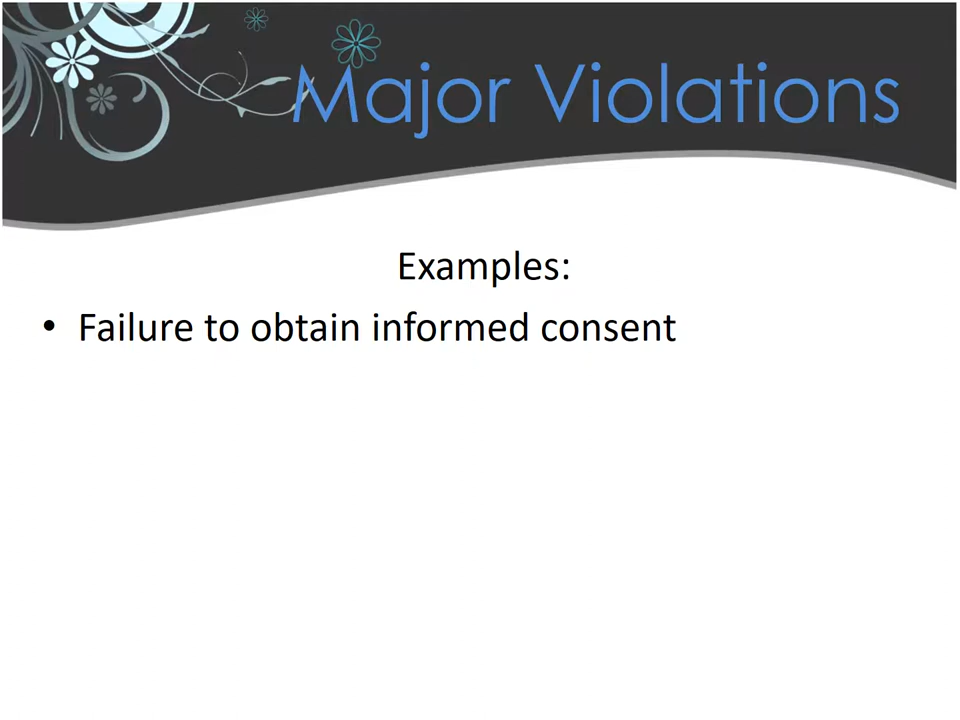 Major Violations
Examples:
• Failure to obtain informed consent